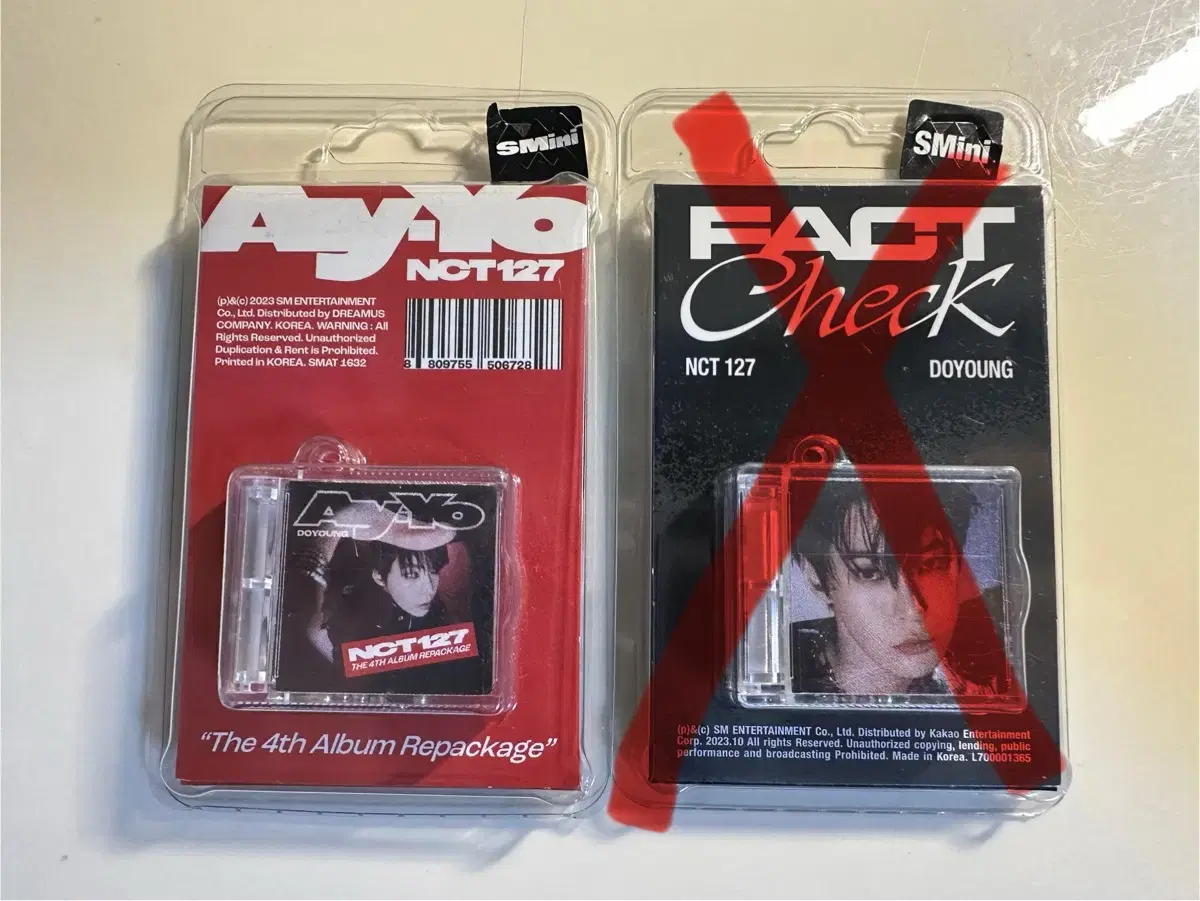 SMini
Ay-Yo
NCT 127
(p)&(c) 2023 SM ENTERTAINMENT
Co., Ltd. Distributed by DREAMUS
COMPANY. KOREA. WARNING : All
Rights Reserved. Unauthorized
Duplication & Rent is Prohibited.
Printed in KOREA. SMAT 1632
8 809755 506728
Ay-Yo
DOYOUNG
NCT 127
THE 4TH ALBUM REPACKAGE
“The 4th Album Repackage”
SMini
FACT
Check
NCT 127
DOYOUNG
(p)&(c) SM ENTERTAINMENT Co., Ltd. Distributed by Kakao Entertainment
Corp. 2023.10 All rights Reserved. Unauthorized copying, lending, public
performance and broadcasting Prohibited. Made in Korea. L700001365